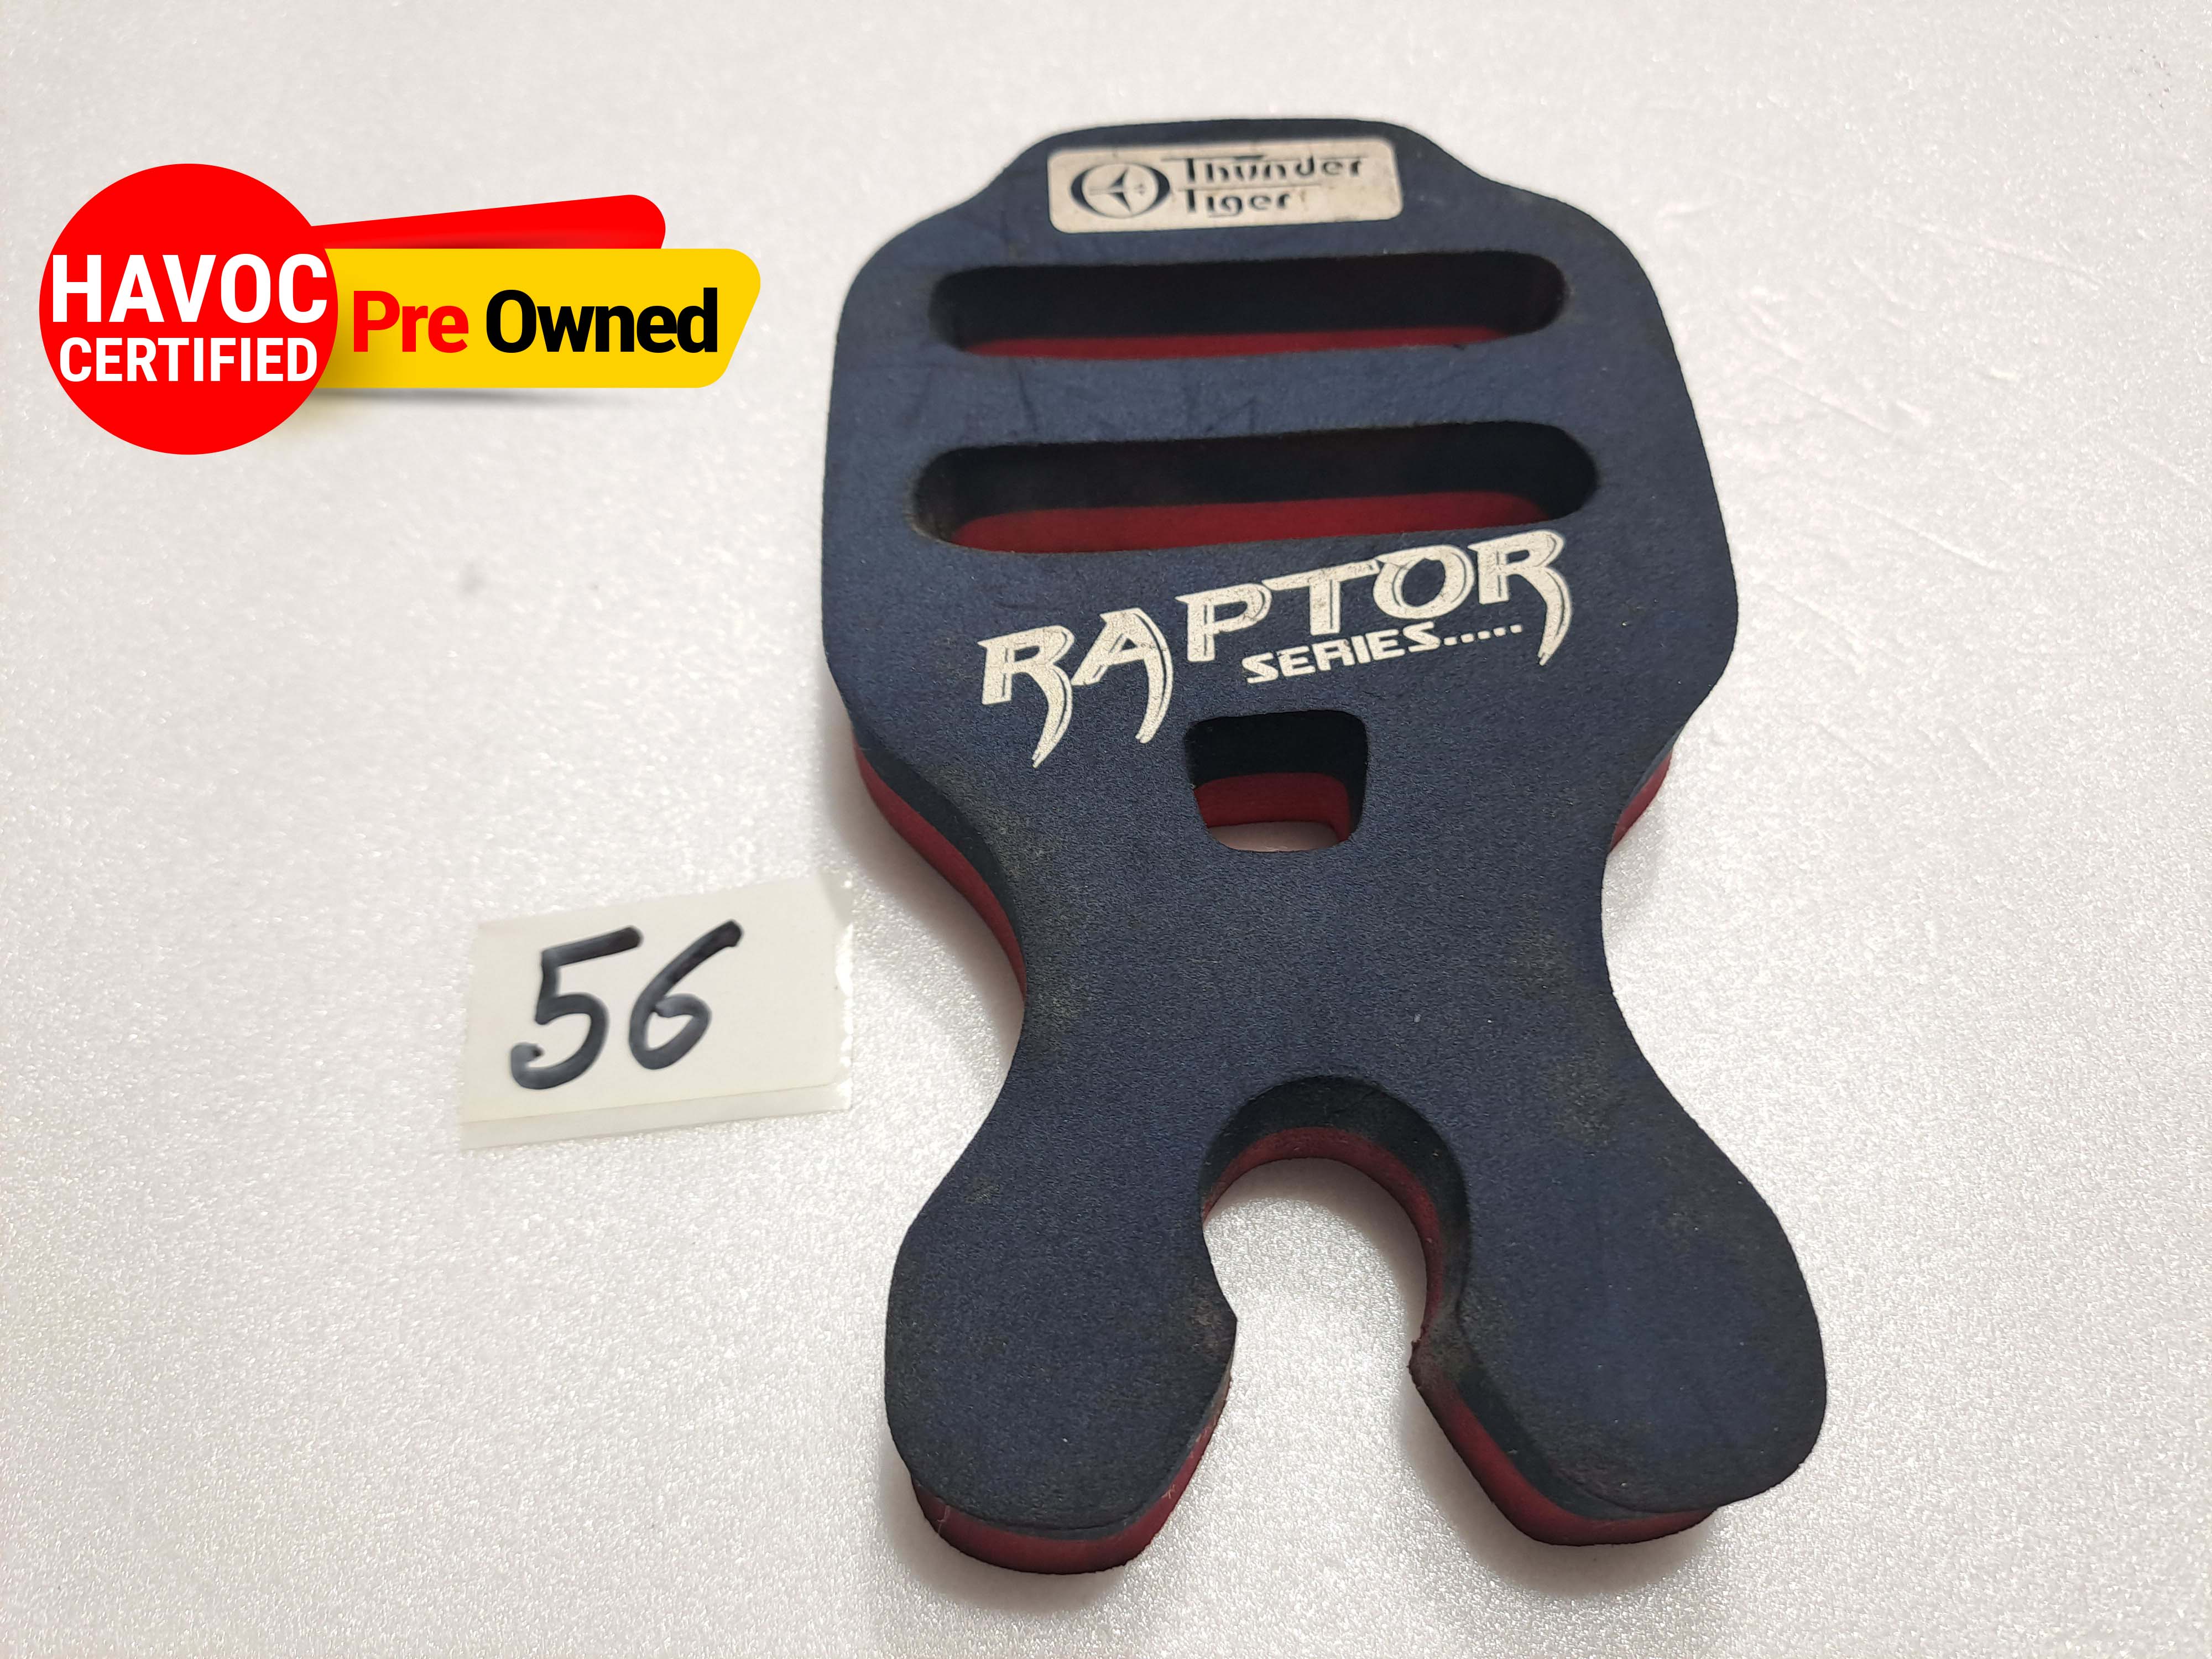 Thunder
Tiger
HAVOC
CERTIFIED
Pre Owned
RAPTOR
SERIES.....
56